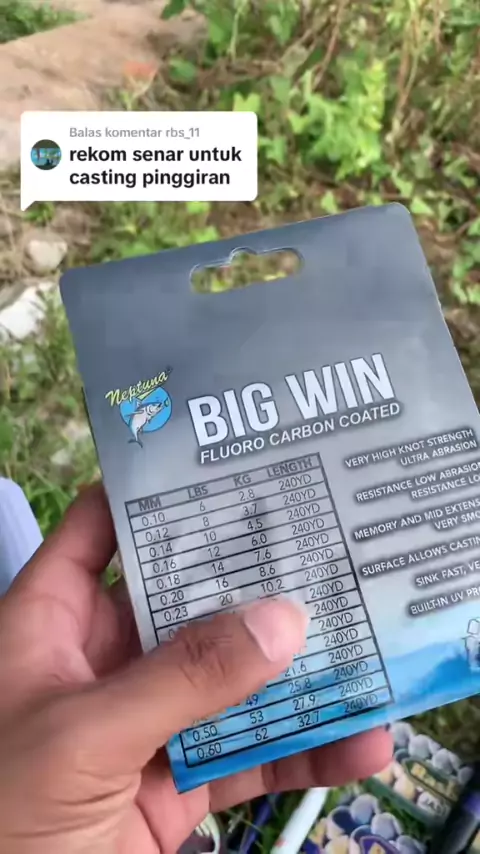 Balas komentar rbs_11
rekom senar untuk
casting pinggiran
Neptuna
BIG WIN
FLUORO CARBON COATED
MM LBS KG LENGTH
0.10 6 2.8 240YD
0.12 8 3.7 240YD
0.14 10 4.5 240YD
0.16 12 6.0 240YD
0.18 14 7.6 240YD
0.20 16 8.6 240YD
0.23 20 10.2 240YD
240YD
240YD
240YD
21.6 240YD
49 25.8 240YD
0.50 53 27.9 240YD
0.60 62 32.7 240YD
VERY HIGH KNOT STRENGTH
ULTRA ABRASION
RESISTANCE LOW ABRASION
RESISTANCE
MEMORY AND MID
VERY
SURFACE ALLOWS
SINK FAST,
BUILT-IN UV